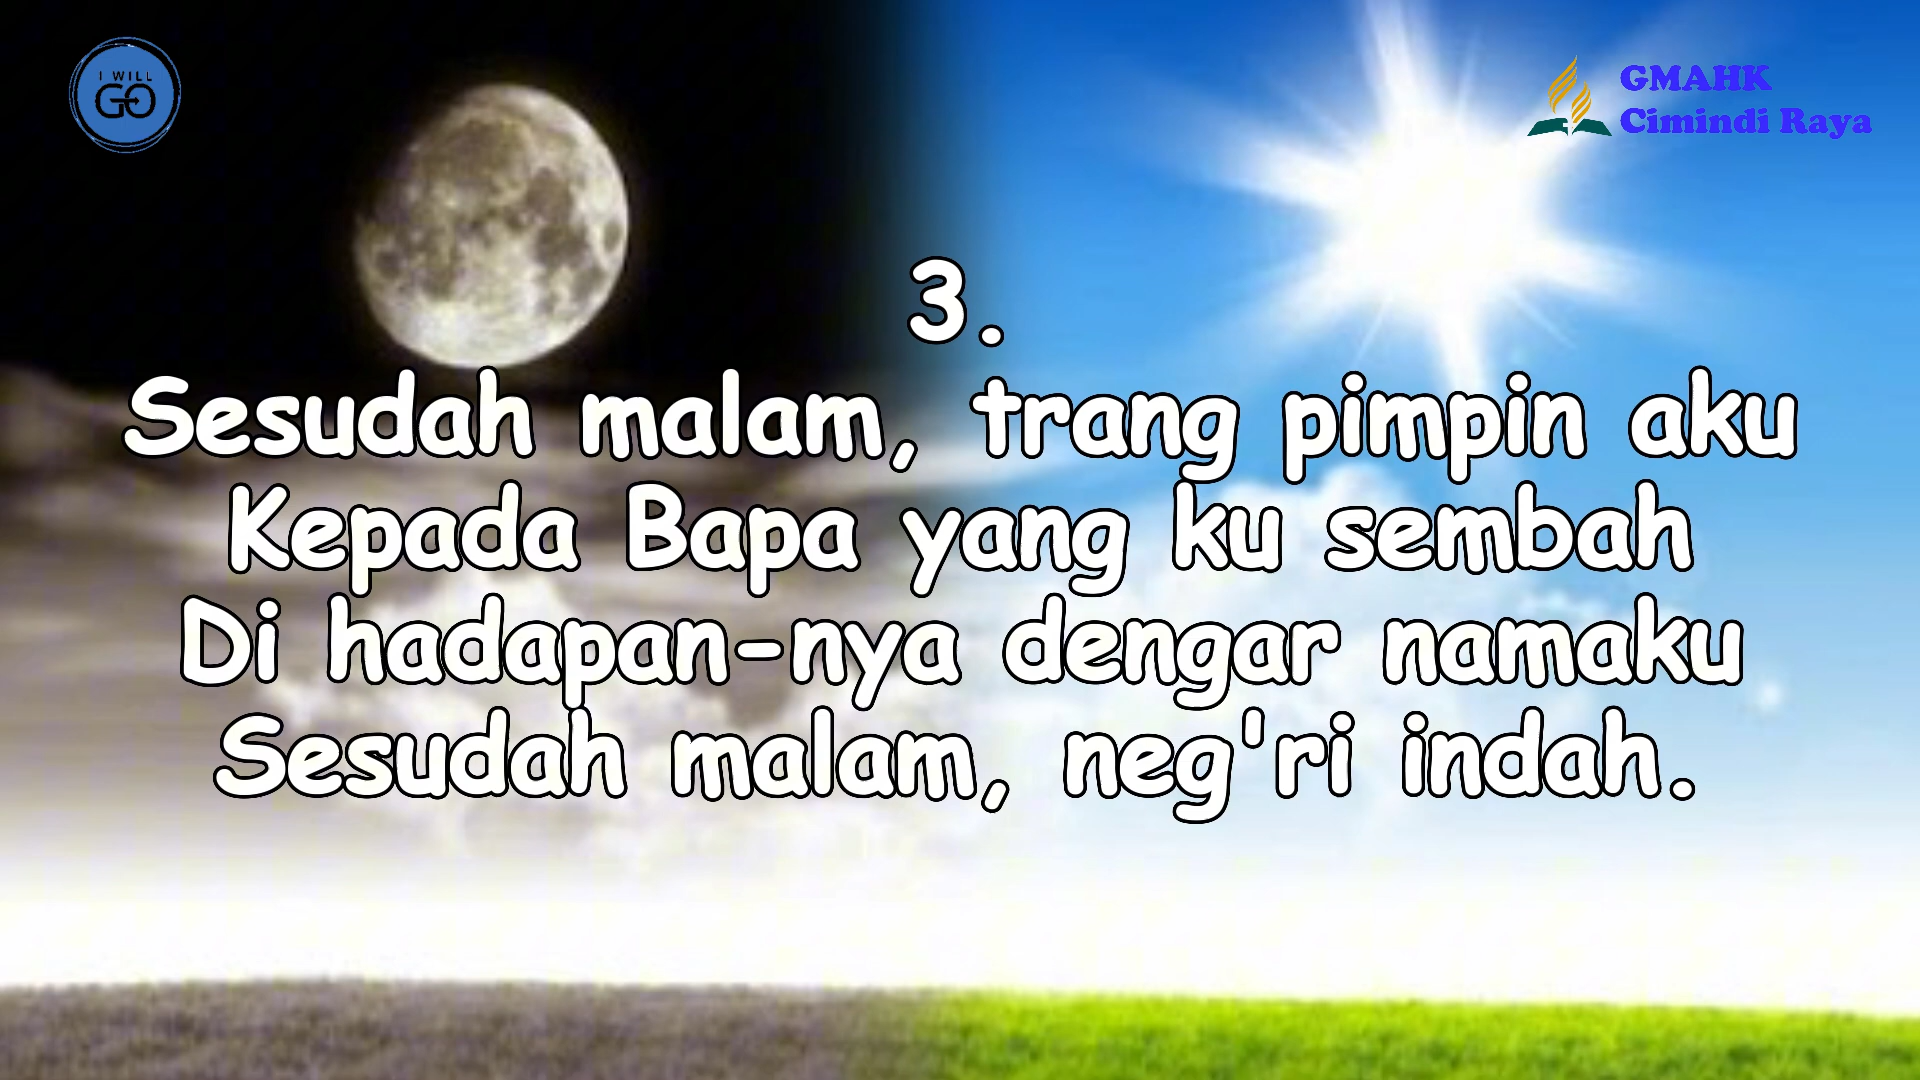 I WILL
GO
GMAHK
Cimindi Raya
3.
Sesudah malam, trang pimpin aku
Kepada Bapa yang ku sembah
Di hadapan-nya dengar namaku
Sesudah malam, neg'ri indah.